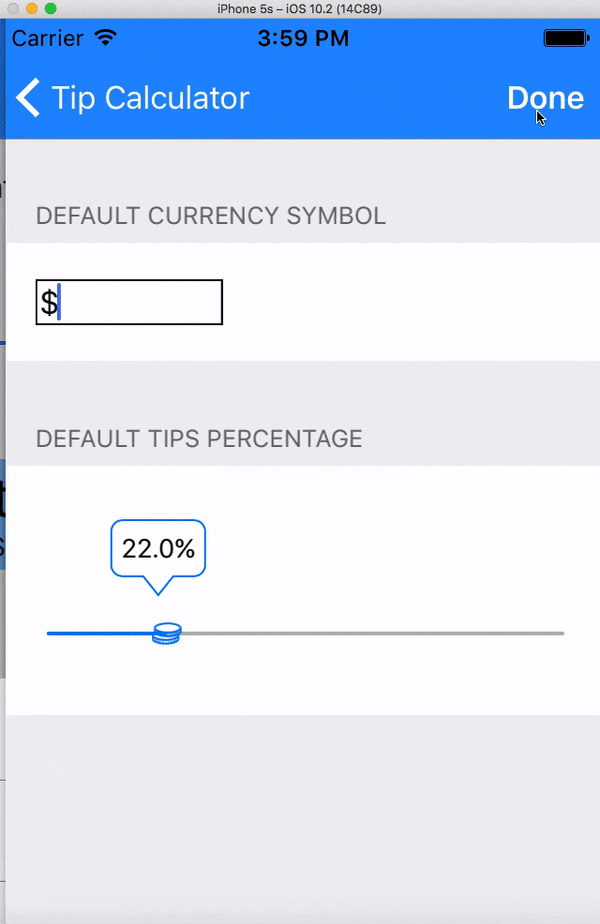 iPhone 5s – iOS 10.2 (14C89)
Carrier 3:59 PM
Tip Calculator Done
DEFAULT CURRENCY SYMBOL
$
DEFAULT TIPS PERCENTAGE
22.0%